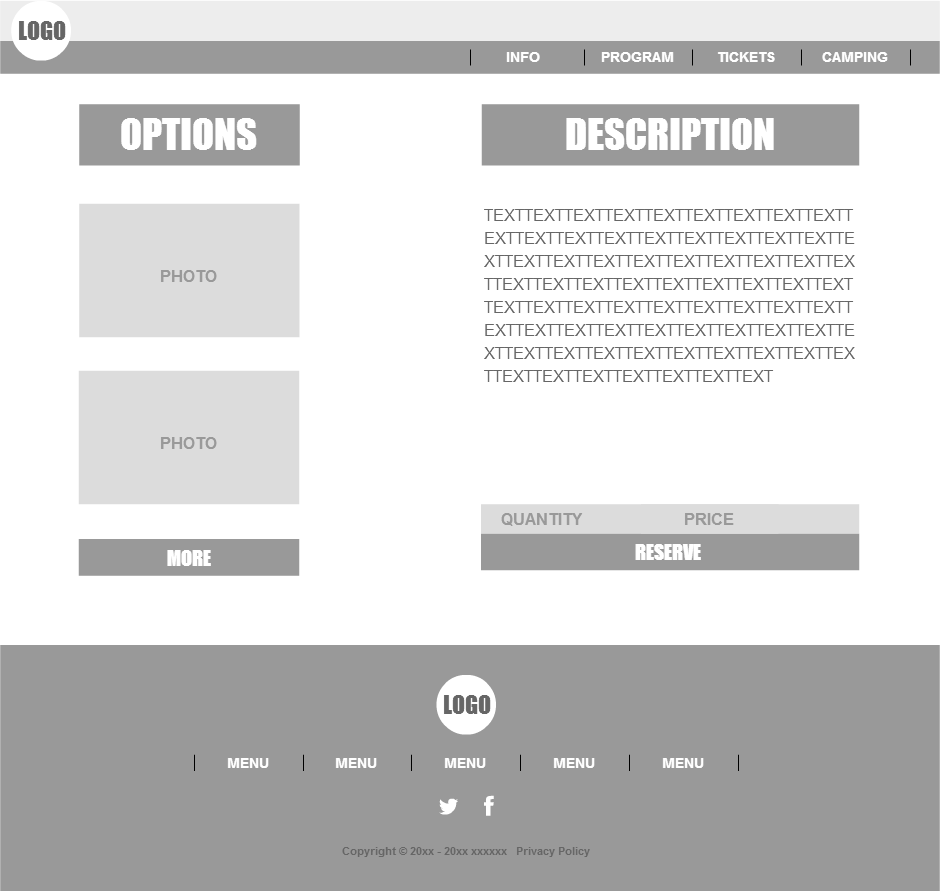 LOGO
INFO PROGRAM TICKETS CAMPING
OPTIONS
DESCRIPTION
TEXTTEXTTEXTTEXTTEXTTEXTTEXTTEXTTEXTT
EXTTEXTTEXTTEXTTEXTTEXTTEXTTEXTTEXTTE
XTTEXTTEXTTEXTTEXTTEXTTEXTTEXTTEXTTEX
TTEXTTEXTTEXTTEXTTEXTTEXTTEXTTEXTTEXT
TEXTTEXTTEXTTEXTTEXTTEXTTEXTTEXTTEXTT
EXTTEXTTEXTTEXTTEXTTEXTTEXTTEXTTEXTTE
XTTEXTTEXTTEXTTEXTTEXTTEXTTEXTTEXTTEX
TTEXTTEXTTEXTTEXTTEXTTEXTTEXT
PHOTO
PHOTO
MORE
QUANTITY PRICE
RESERVE
LOGO
MENU MENU MENU MENU MENU
Copyright © 20xx - 20xx xxxxxx Privacy Policy